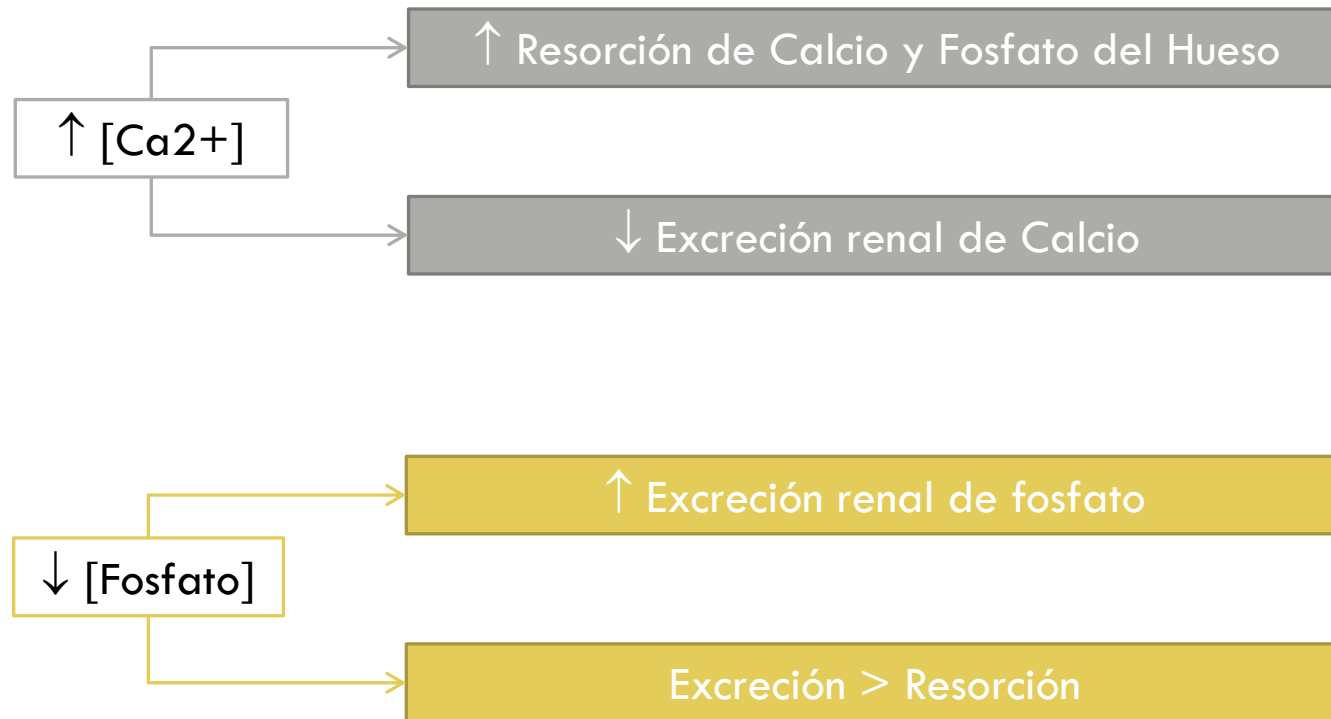 ↑ Resorción de Calcio y Fosfato del Hueso
↑ [Ca2+]
↓ Excreción renal de Calcio
↑ Excreción renal de fosfato
↓ [Fosfato]
Excreción > Resorción